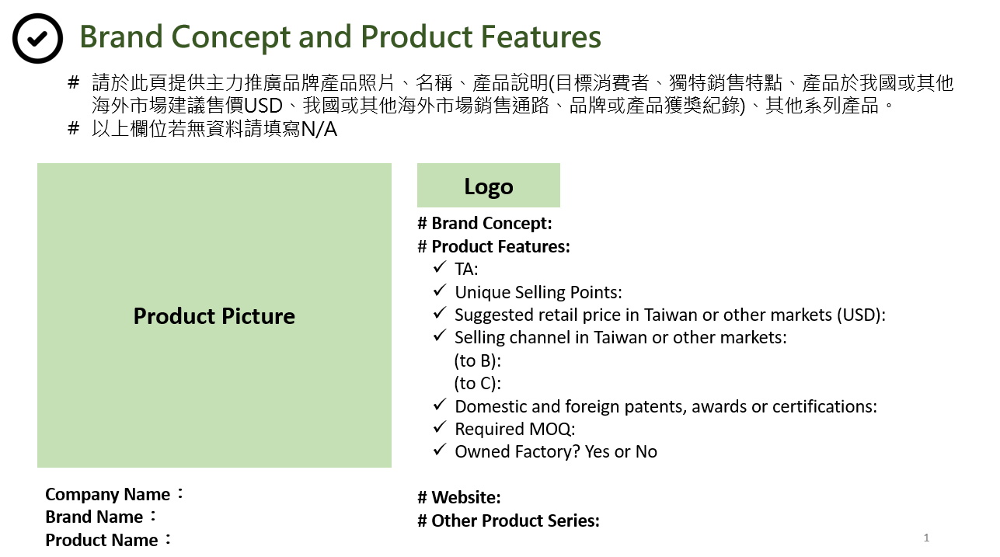 Brand Concept and Product Features
# 請於此頁提供主力推廣品牌產品照片、名稱、產品說明(目標消費者、獨特銷售特點、產品於我國或其他
海外市場建議售價USD、我國或其他海外市場銷售通路、品牌或產品獲獎紀錄)、其他系列產品。
# 以上欄位若無資料請填寫N/A
Product Picture
Company Name：
Brand Name：
Product Name：
Logo
# Brand Concept:
# Product Features:
✓ TA:
✓ Unique Selling Points:
✓ Suggested retail price in Taiwan or other markets (USD):
✓ Selling channel in Taiwan or other markets:
(to B):
(to C):
✓ Domestic and foreign patents, awards or certifications:
✓ Required MOQ:
✓ Owned Factory? Yes or No
# Website:
# Other Product Series:
1